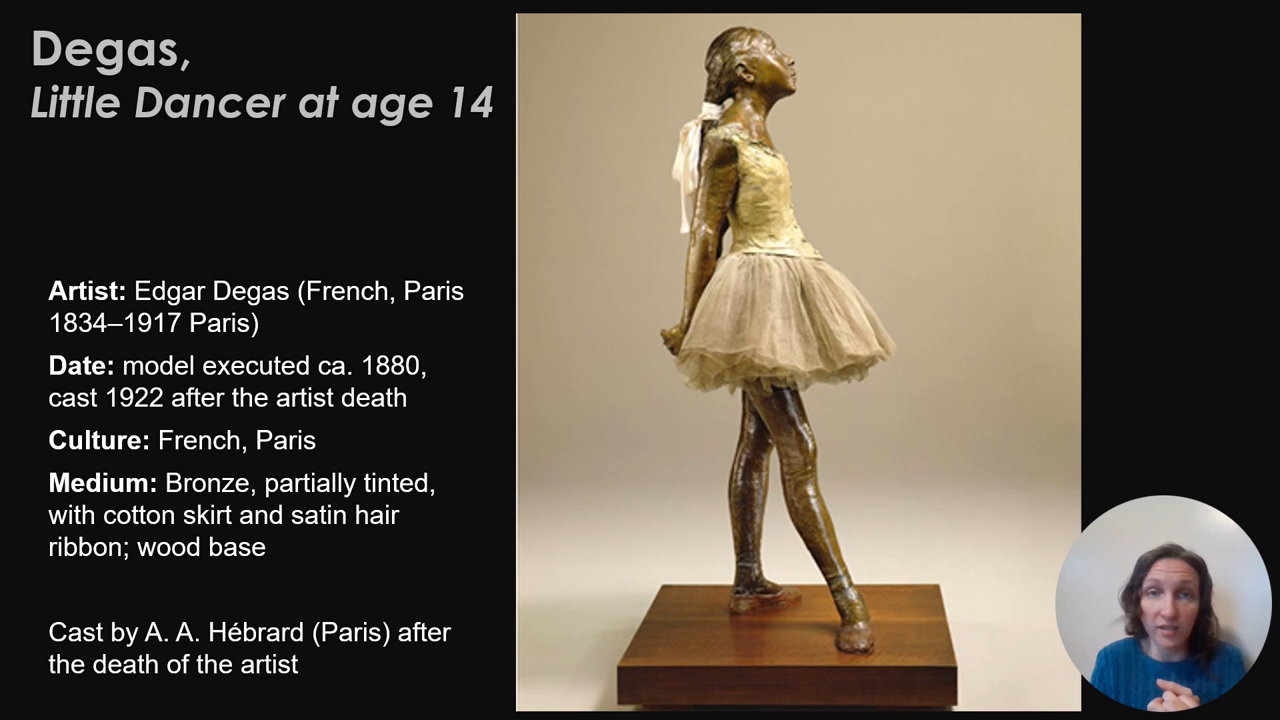 Degas,
Little Dancer at age 14
Artist: Edgar Degas (French, Paris
1834–1917 Paris)
Date: model executed ca. 1880,
cast 1922 after the artist death
Culture: French, Paris
Medium: Bronze, partially tinted,
with cotton skirt and satin hair
ribbon; wood base
Cast by A. A. Hébrard (Paris) after
the death of the artist